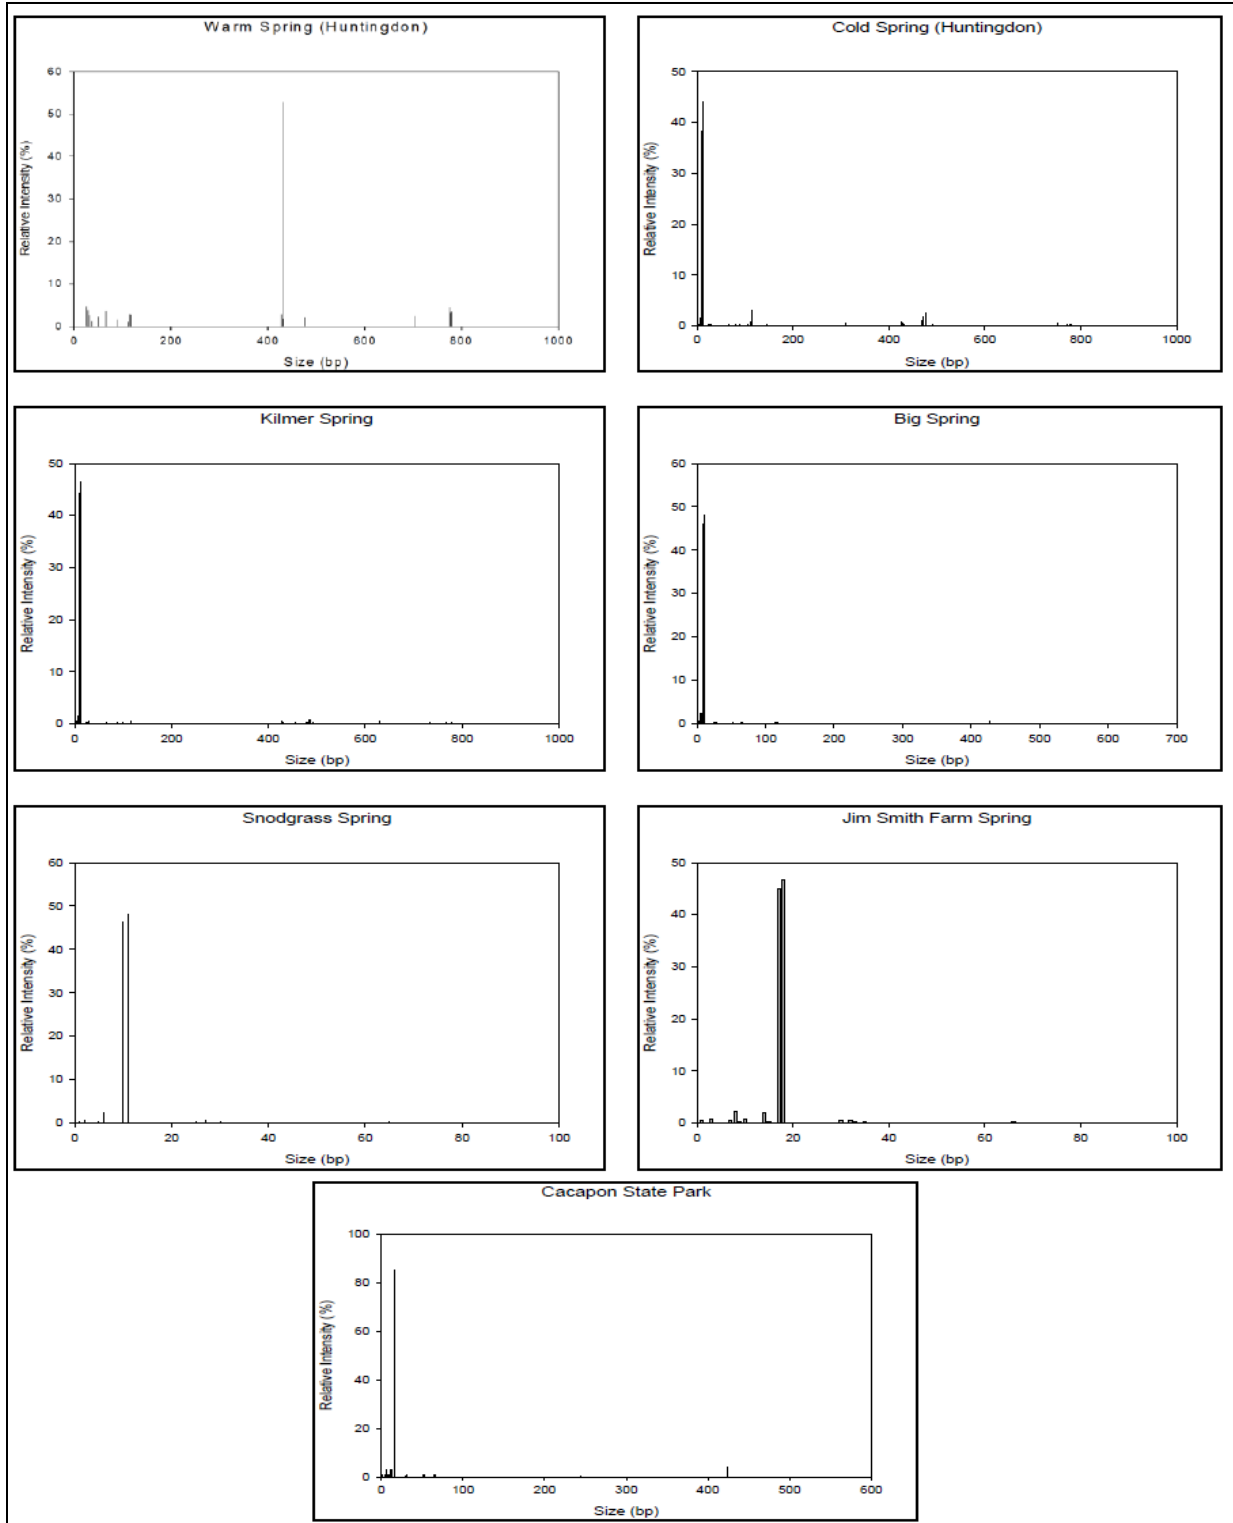 Warm Spring (Huntingdon)
60
50
40
30
20
10
0
Relative Intensity (%)
0 200 400 600 800 1000
Size (bp)
Cold Spring (Huntingdon)
50
40
30
20
10
0
Relative Intensity (%)
0 200 400 600 800 1000
Size (bp)
Kilmer Spring
50
40
30
20
10
0
Relative Intensity (%)
0 200 400 600 800 1000
Size (bp)
Big Spring
60
50
40
30
20
10
0
Relative Intensity (%)
0 100 200 300 400 500 600 700
Size (bp)
Snodgrass Spring
60
50
40
30
20
10
0
Relative Intensity (%)
0 20 40 60 80 100
Size (bp)
Jim Smith Farm Spring
50
40
30
20
10
0
Relative Intensity (%)
0 20 40 60 80 100
Size (bp)
Cacapon State Park
100
80
60
40
20
0
Relative Intensity (%)
0 100 200 300 400 500 600
Size (bp)